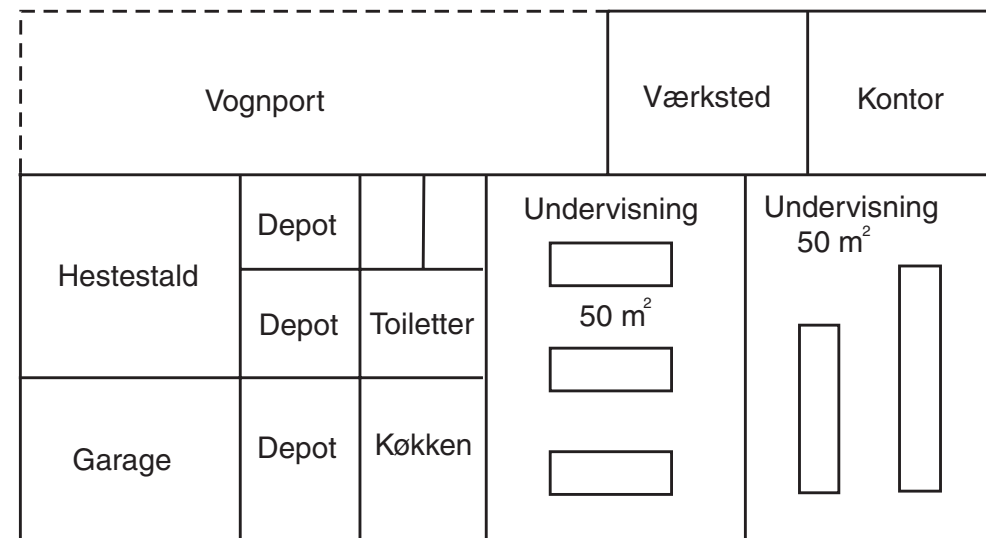 Vognport
Værksted
Kontor
Hestestald
Depot
Undervisning
50 m²
Undervisning
50 m²
Depot
Toiletter
Garage
Depot
Køkken